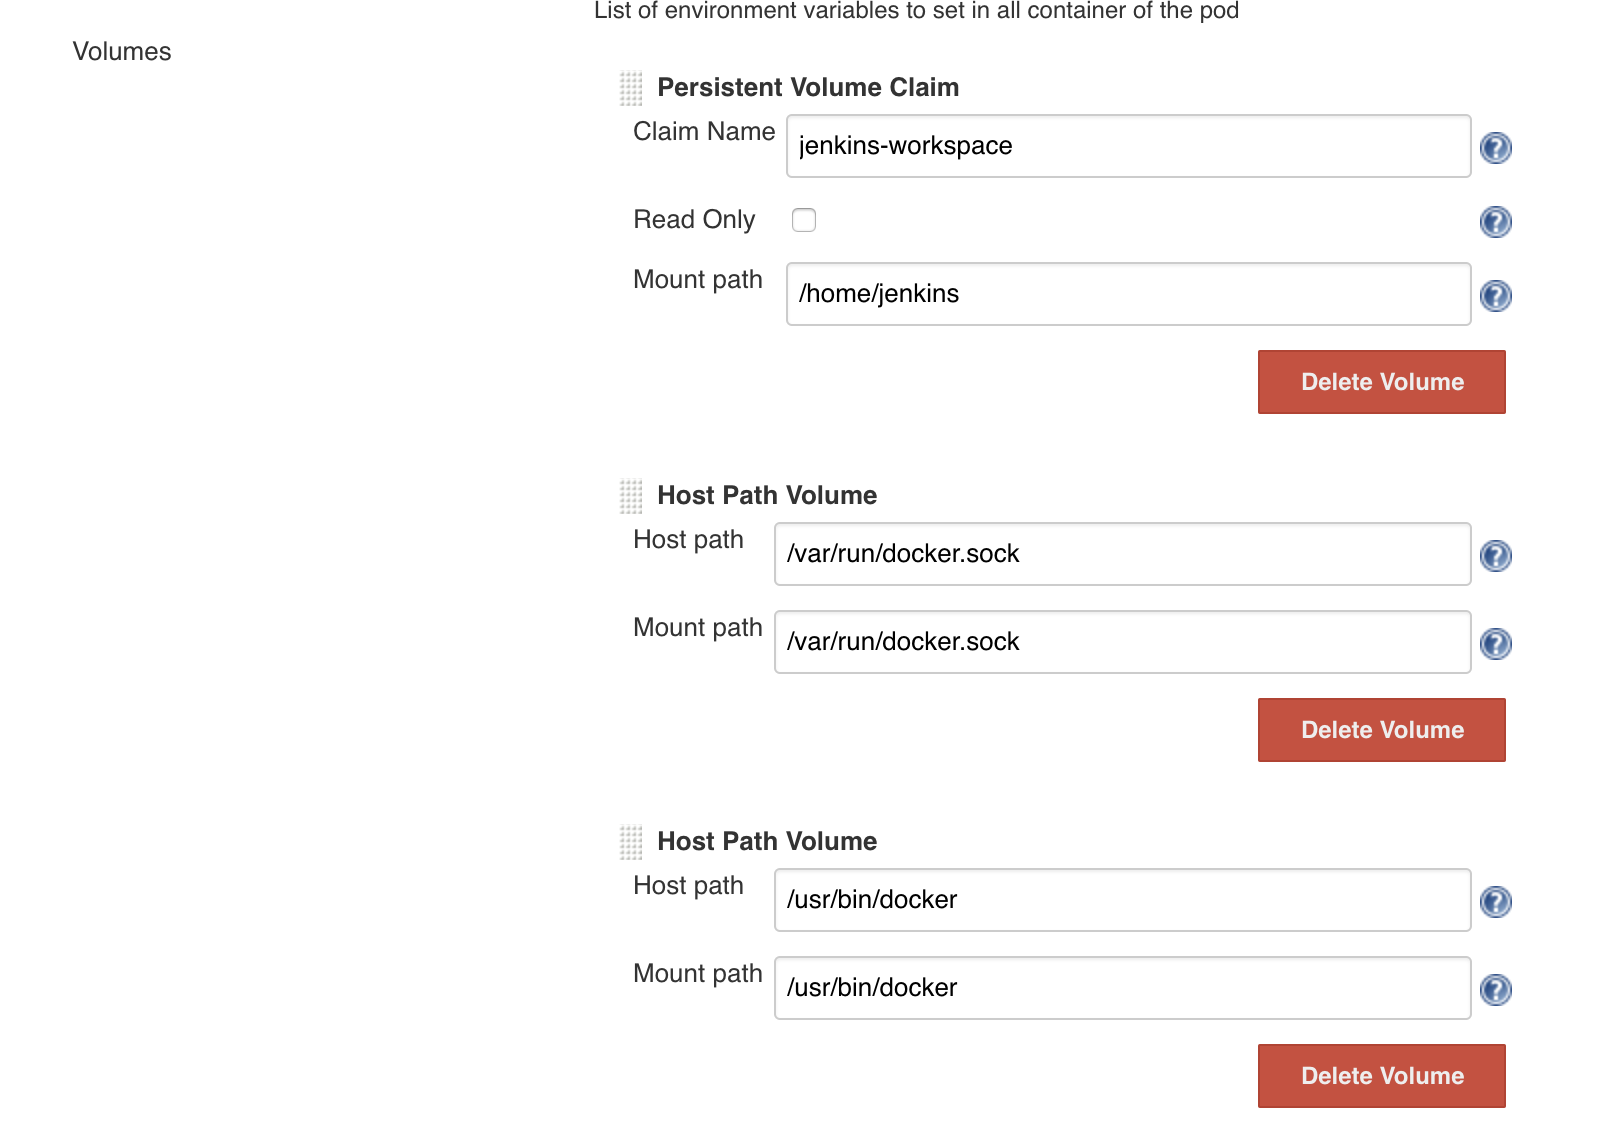 List of environment variables to set in all container of the pod
Volumes
Persistent Volume Claim
Claim Name jenkins-workspace ?
Read Only ?
Mount path /home/jenkins ?
Delete Volume
Host Path Volume
Host path /var/run/docker.sock ?
Mount path /var/run/docker.sock ?
Delete Volume
Host Path Volume
Host path /usr/bin/docker ?
Mount path /usr/bin/docker ?
Delete Volume